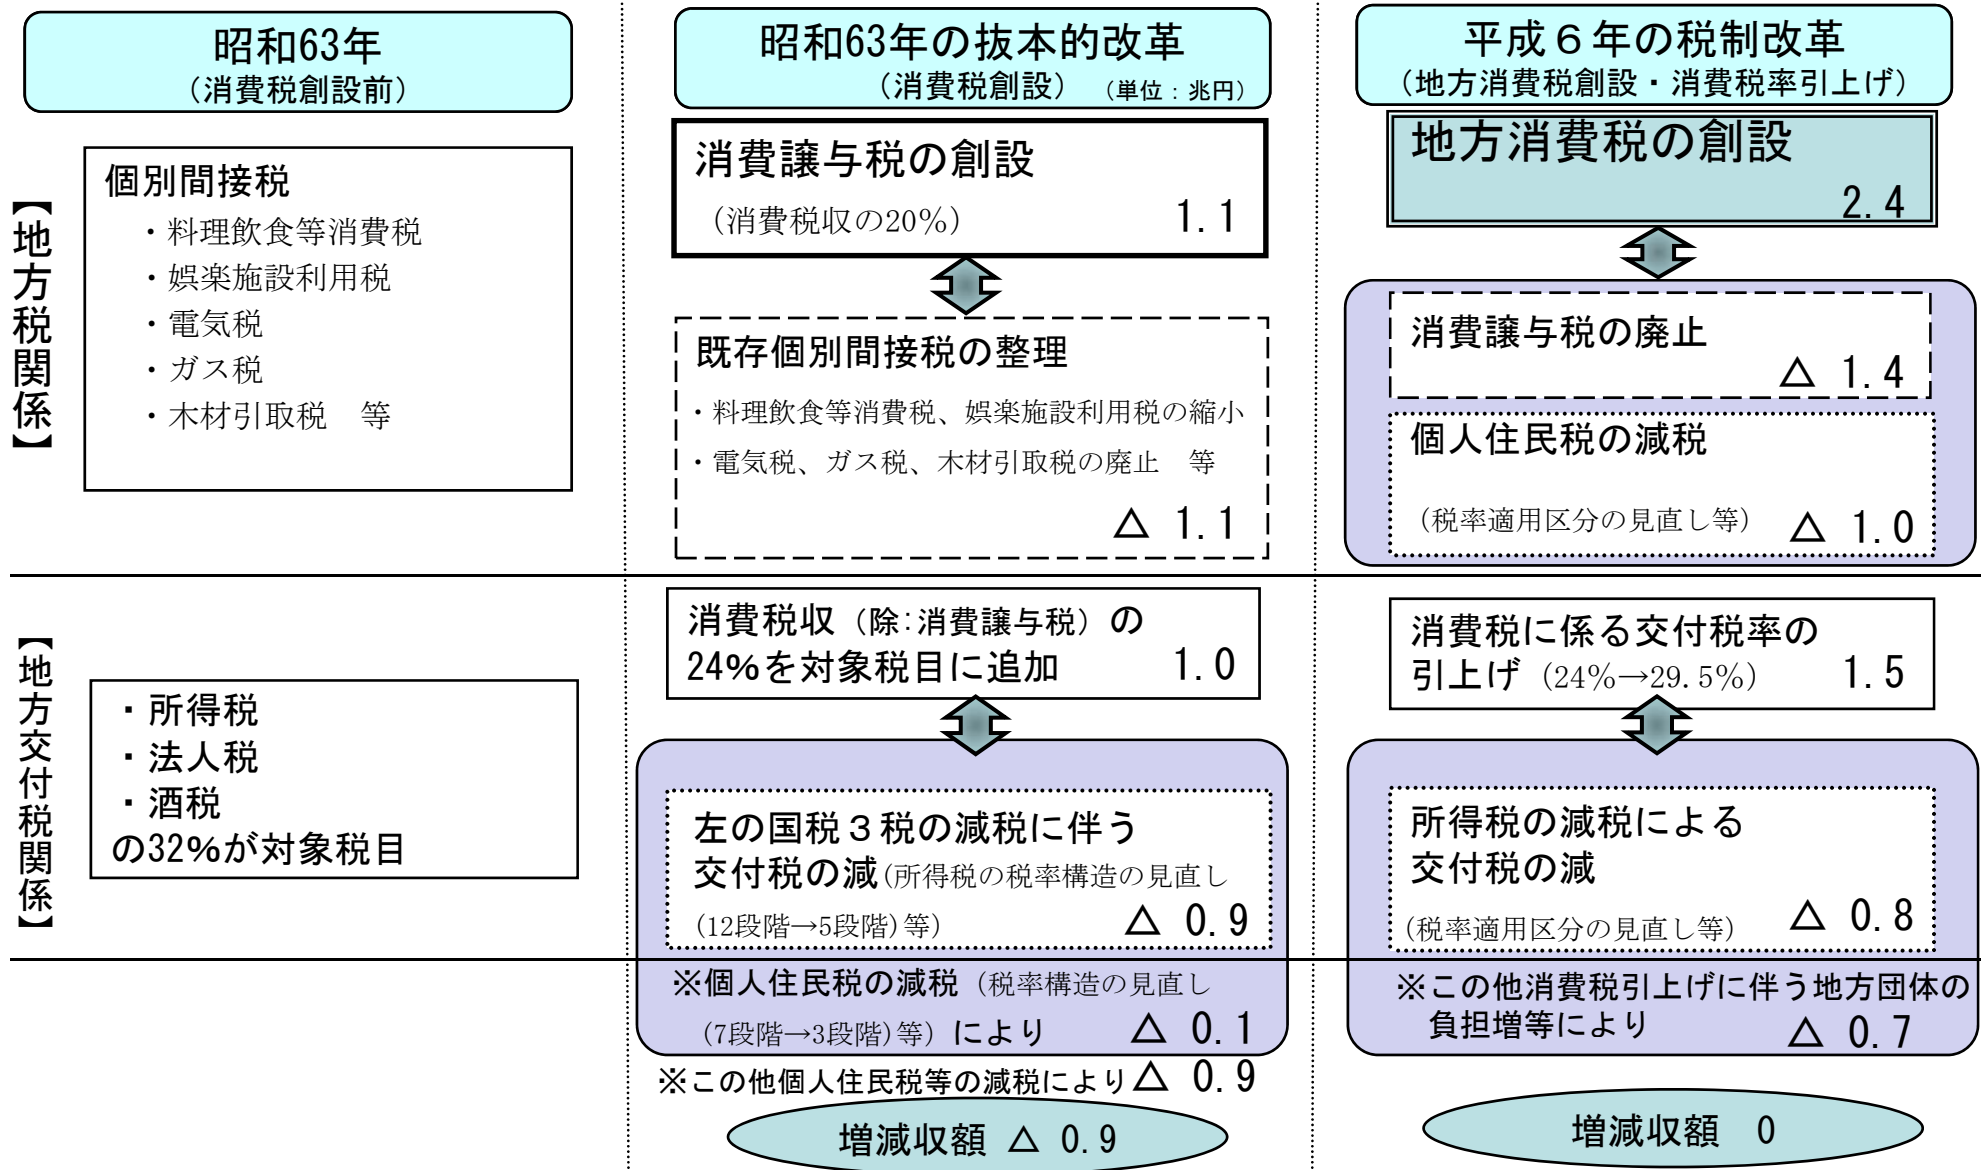 昭和63年
(消費税創設前)
【地方税関係】
個別間接税
・料理飲食等消費税
・娯楽施設利用税
・電気税
・ガス税
・木材引取税　等
【地方交付税関係】
・所得税
・法人税
・酒税
の32%が対象税目
昭和63年の抜本的改革
(消費税創設)　(単位：兆円)
消費譲与税の創設
(消費税収の20%)　1.1
既存個別間接税の整理
・料理飲食等消費税、娯楽施設利用税の縮小
・電気税、ガス税、木材引取税の廃止　等
△ 1.1
消費税収（除:消費譲与税）の
24%を対象税目に追加　1.0
左の国税３税の減税に伴う
交付税の減(所得税の税率構造の見直し
(12段階→5段階)等)　△ 0.9
※個人住民税の減税（税率構造の見直し
(7段階→3段階)等）により　△ 0.1
※この他個人住民税等の減税により△ 0.9
増減収額 △ 0.9
平成６年の税制改革
(地方消費税創設・消費税率引上げ)
地方消費税の創設
2.4
消費譲与税の廃止
△ 1.4
個人住民税の減税
(税率適用区分の見直し等)　△ 1.0
消費税に係る交付税率の
引上げ（24%→29.5%）　1.5
所得税の減税による
交付税の減
(税率適用区分の見直し等)　△ 0.8
※この他消費税引上げに伴う地方団体の
負担増等により　△ 0.7
増減収額　0